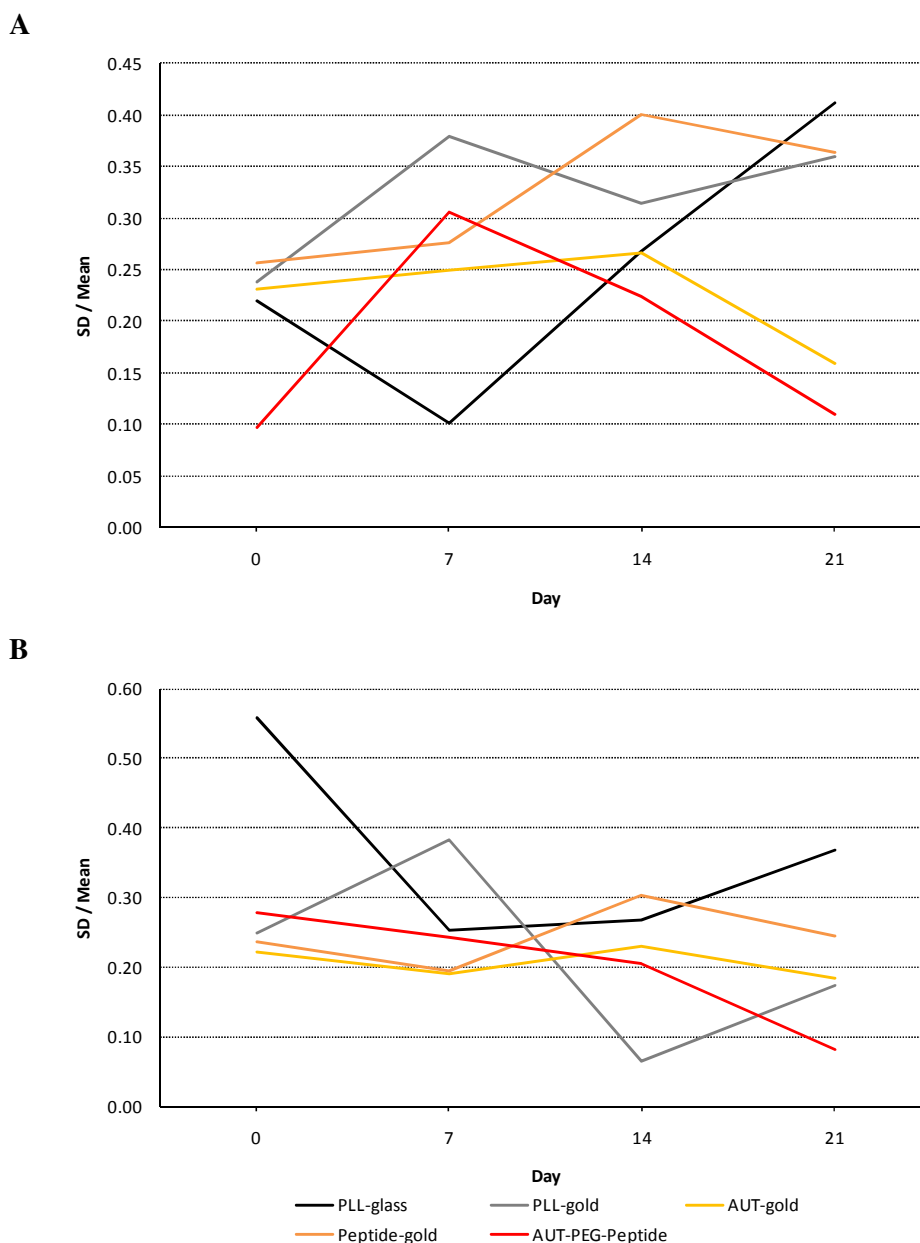 A
0.45
0.40
0.35
0.30
0.25
0.20
0.15
0.10
0.05
0.00
SD / Mean
0 7 14 21
Day
B
0.60
0.50
0.40
0.30
0.20
0.10
0.00
SD / Mean
0 7 14 21
Day
PLL-glass PLL-gold AUT-gold
Peptide-gold AUT-PEG-Peptide